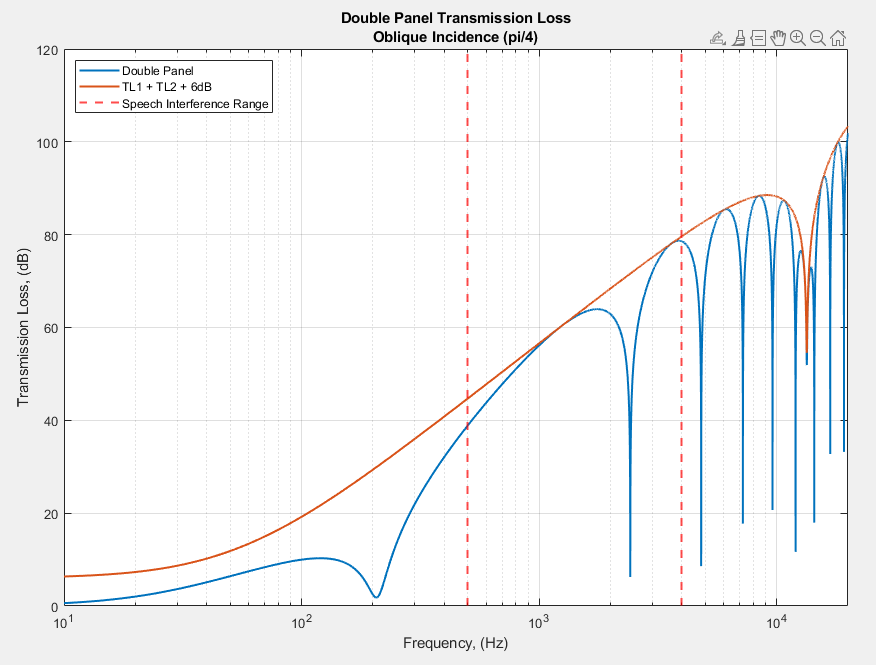 Double Panel Transmission Loss
Oblique Incidence (pi/4)
Double Panel
TL1 + TL2 + 6dB
Speech Interference Range
Transmission Loss, (dB)
120
100
80
60
40
20
0
10^1 10^2 10^3 10^4
Frequency, (Hz)